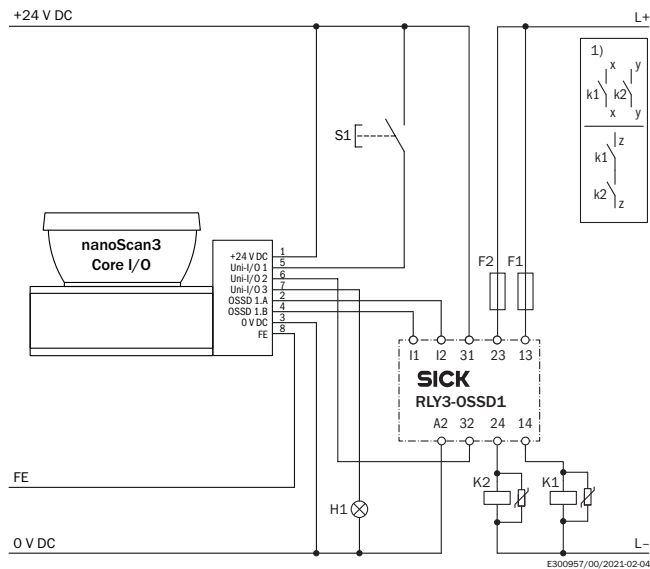 +24 V DC
L+
1)
x y
k1 k2
x y
z
k1
k2
z
S1
F2 F1
nanoScan3
Core I/O
+24 V DC 1
Uni-I/O 1 5
Uni-I/O 2 6
Uni-I/O 3 7
OSSD 1.A 2
OSSD 1.B 4
0 V DC 3
FE 8
I1 I2 31 23 13
SICK
RLY3-OSSD1
A2 32 24 14
FE
K2 K1
H1
0 V DC
L–
E300957/00/2021-02-04